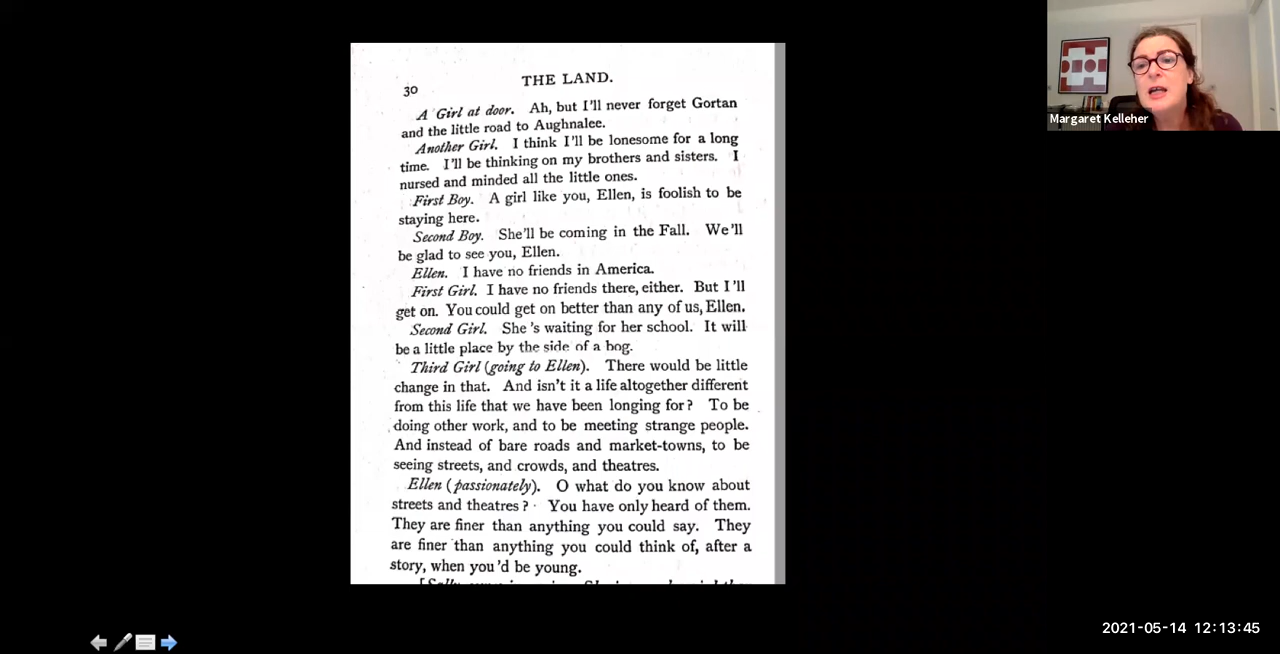 30 THE LAND.
A Girl at door. Ah, but I'll never forget Gortan
and the little road to Aughnalee.
Another Girl. I think I'll be lonesome for a long
time. I'll be thinking on my brothers and sisters. I
nursed and minded all the little ones.
First Boy. A girl like you, Ellen, is foolish to be
staying here.
Second Boy. She'll be coming in the Fall. We'll
be glad to see you, Ellen.
Ellen. I have no friends in America.
First Girl. I have no friends there, either. But I'll
get on. You could get on better than any of us, Ellen.
Second Girl. She's waiting for her school. It will
be a little place by the side of a bog.
Third Girl (going to Ellen). There would be little
change in that. And isn't it a life altogether different
from this life that we have been longing for? To be
doing other work, and to be meeting strange people.
And instead of bare roads and market-towns, to be
seeing streets, and crowds, and theatres.
Ellen (passionately). O what do you know about
streets and theatres? You have only heard of them.
They are finer than anything you could say. They
are finer than anything you could think of, after a
story, when you'd be young.
Margaret Kelleher
2021-05-14 12:13:45